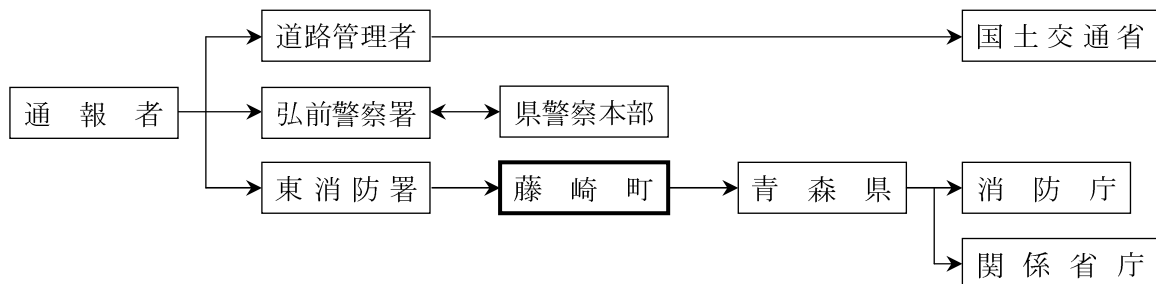 道路管理者
国土交通省
通報者
弘前警察署
県警察本部
東消防署
藤崎町
青森県
消防庁
関係省庁